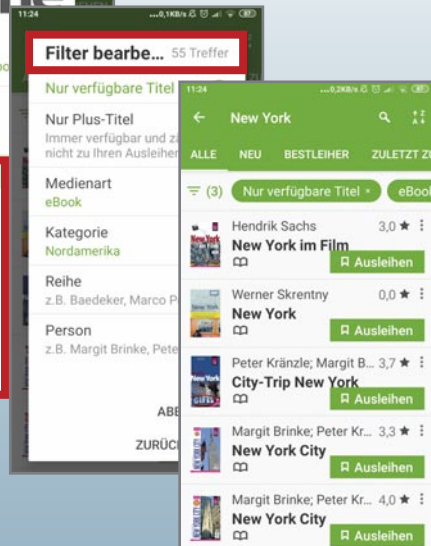 11:24
...0,1KB/s
Filter bearbe... 55 Treffer
Nur verfügbare Titel
Nur Plus-Titel
Immer verfügbar und
nicht zu Ihren Ausleihen
Medienart
eBook
Kategorie
Nordamerika
Reihe
z.B. Baedeker, Marco
Person
z.B. Margit Brinke, Pete
ABB
ZURÜC
11:24
...0,2KB/s
New York
ALLE NEU BESTLEIHER ZULETZT ZU
(3) Nur verfügbare Titel × eBook
Hendrik Sachs 3,0 ★
New York im Film
Ausleihen
Werner Skrentny 0,0 ★
New York
Ausleihen
Peter Kränzle; Margit B... 3,7 ★
City-Trip New York
Ausleihen
Margit Brinke; Peter Kr... 3,3 ★
New York City
Ausleihen
Margit Brinke; Peter Kr... 4,0 ★
New York City
Ausleihen